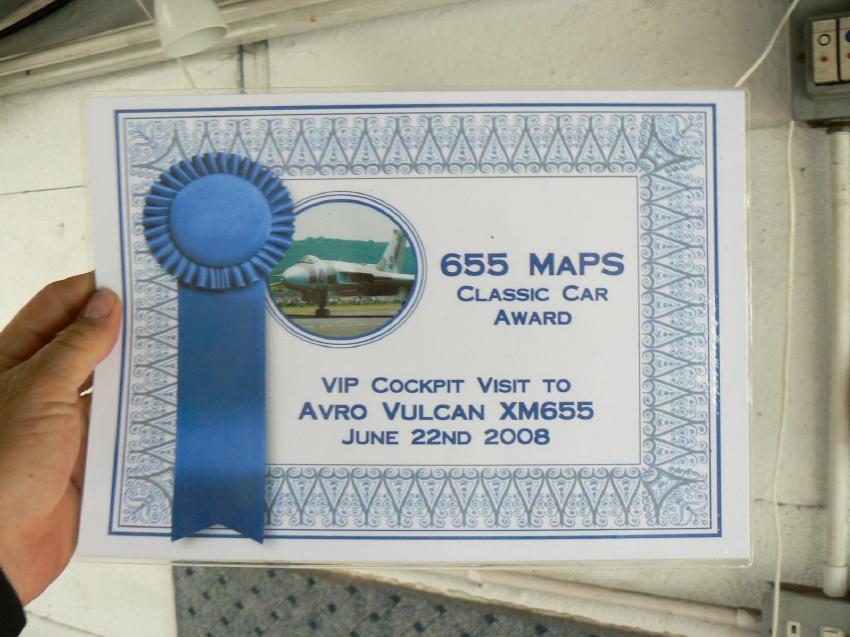 655 MaPS
Classic Car
Award
VIP Cockpit Visit to
Avro Vulcan XM655
June 22nd 2008